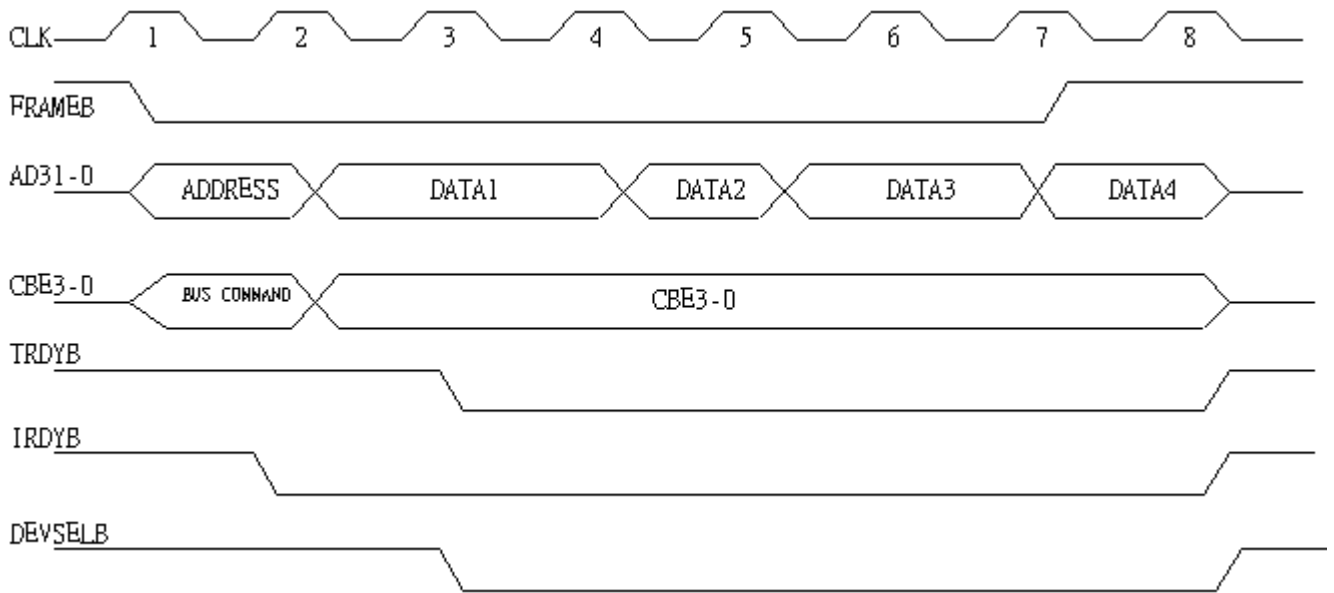 CLK 1 2 3 4 5 6 7 8
FRAMEB
AD31-0 ADDRESS DATA1 DATA2 DATA3 DATA4
CBE3-0 BUS COMMAND CBE3-0
TRDYB
IRDYB
DEVSELB